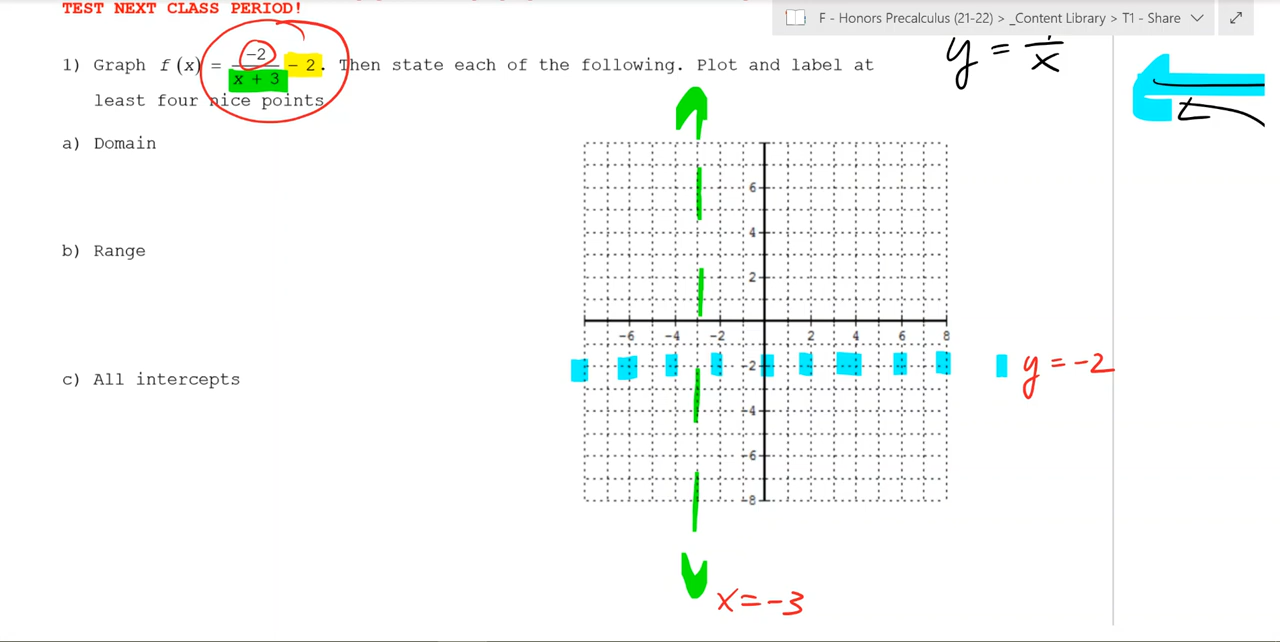 TEST NEXT CLASS PERIOD!
F - Honors Precalculus (21-22) > _Content Library > T1 - Share
y = 1/x
1) Graph f(x) = -2/(x + 3) - 2. Then state each of the following. Plot and label at
least four nice points
a) Domain
b) Range
c) All intercepts
6
4
2
-6 -4 -2 2 4 6 8
-2
-4
-6
-8
y = -2
x = -3